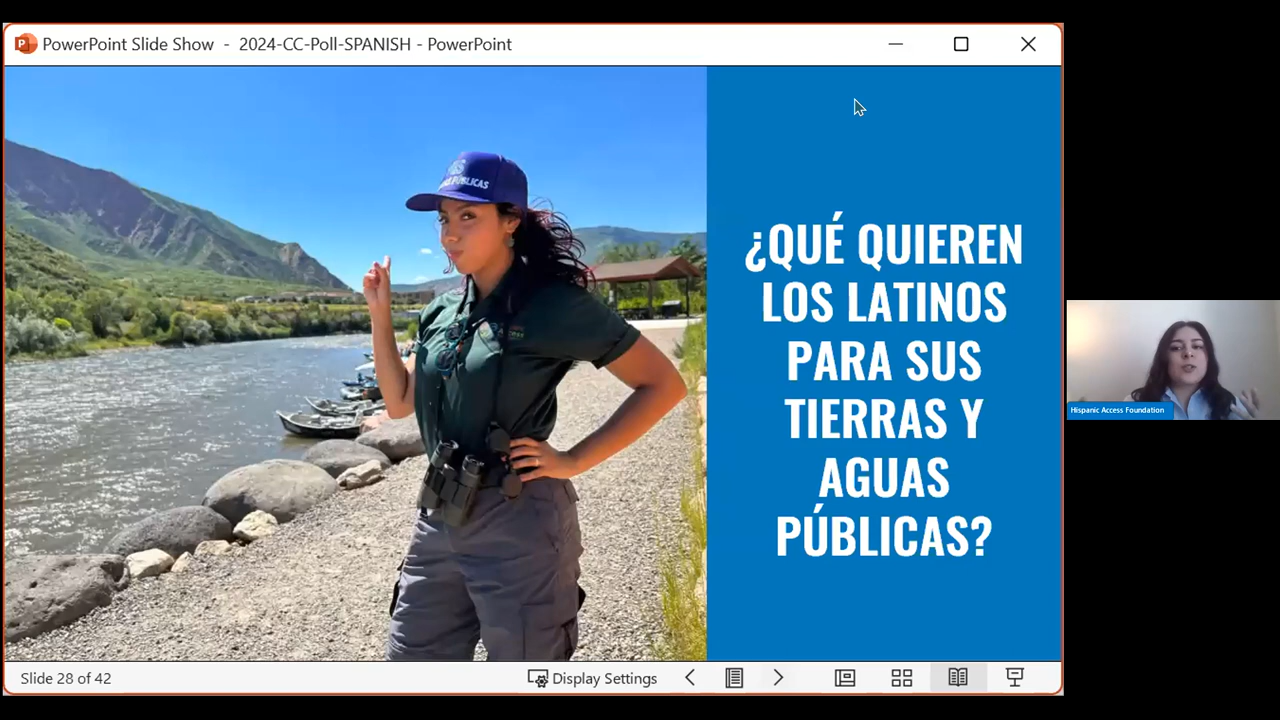 PowerPoint Slide Show - 2024-CC-Poll-SPANISH - PowerPoint
PÚBLICAS
¿QUÉ QUIEREN
LOS LATINOS
PARA SUS
TIERRAS Y
AGUAS
PÚBLICAS?
Hispanic Access Foundation
Slide 28 of 42
Display Settings